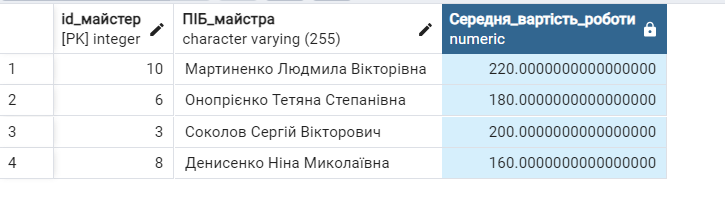 id_майстер ПІБ_майстра Середня_вартість_роботи
[PK] integer character varying (255) numeric
1 10 Мартиненко Людмила Вікторівна 220.0000000000000000
2 6 Онопрієнко Тетяна Степанівна 180.0000000000000000
3 3 Соколов Сергій Вікторович 200.0000000000000000
4 8 Денисенко Ніна Миколаївна 160.0000000000000000